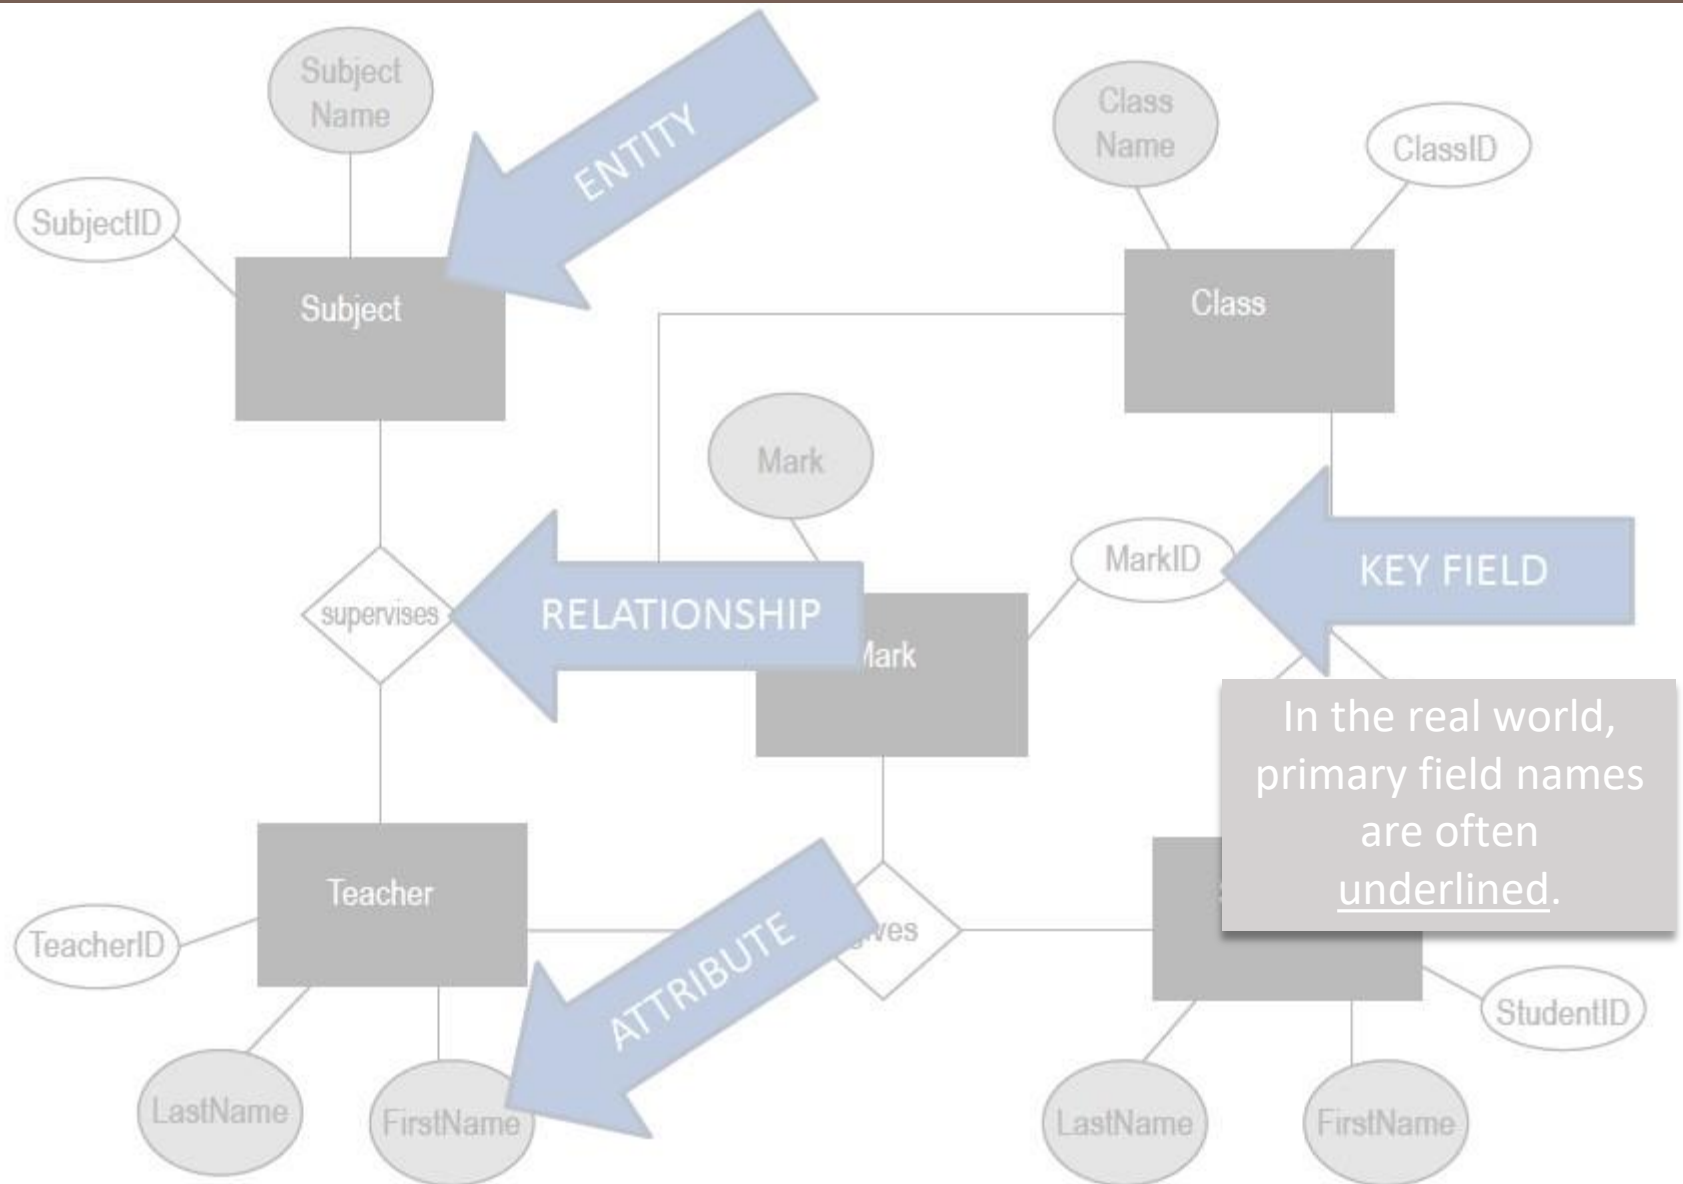 Subject
Name
ENTITY
Class
Name
ClassID
SubjectID
Subject
Class
Mark
MarkID
KEY FIELD
supervises
RELATIONSHIP
In the real world,
primary field names
are often
underlined.
Teacher
TeacherID
ATTRIBUTE
StudentID
LastName
FirstName
LastName
FirstName